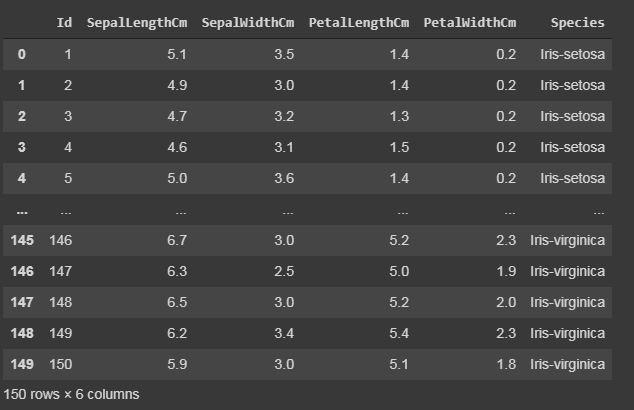 Id SepalLengthCm SepalWidthCm PetalLengthCm PetalWidthCm Species
0 1 5.1 3.5 1.4 0.2 Iris-setosa
1 2 4.9 3.0 1.4 0.2 Iris-setosa
2 3 4.7 3.2 1.3 0.2 Iris-setosa
3 4 4.6 3.1 1.5 0.2 Iris-setosa
4 5 5.0 3.6 1.4 0.2 Iris-setosa
... ... ... ... ... ... ...
145 146 6.7 3.0 5.2 2.3 Iris-virginica
146 147 6.3 2.5 5.0 1.9 Iris-virginica
147 148 6.5 3.0 5.2 2.0 Iris-virginica
148 149 6.2 3.4 5.4 2.3 Iris-virginica
149 150 5.9 3.0 5.1 1.8 Iris-virginica
150 rows × 6 columns